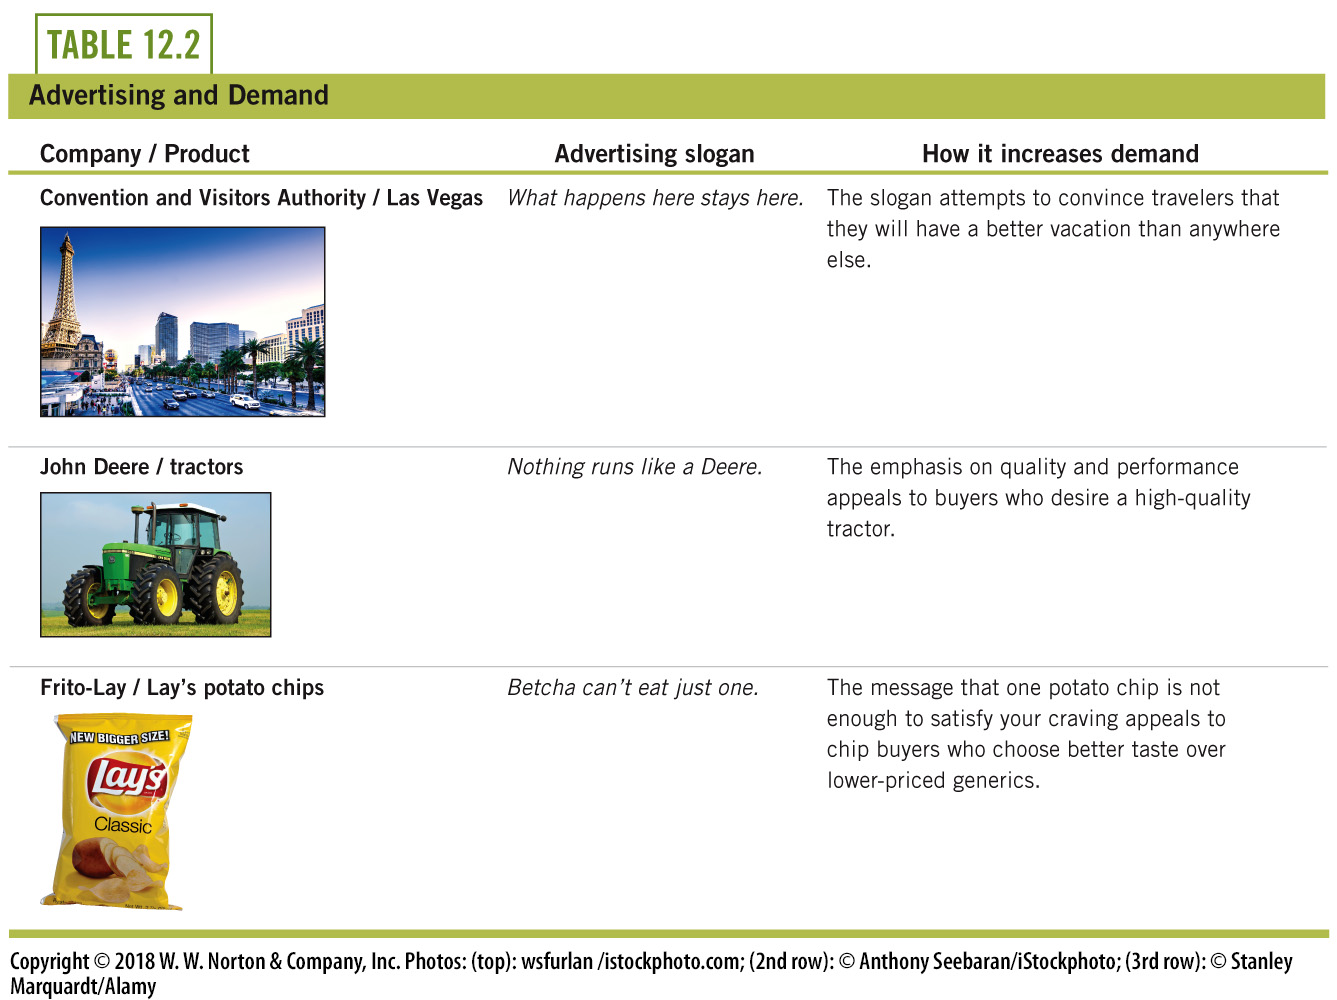 TABLE 12.2
Advertising and Demand
Company / Product
Advertising slogan
How it increases demand
Convention and Visitors Authority / Las Vegas
What happens here stays here.
The slogan attempts to convince travelers that
they will have a better vacation than anywhere
else.
John Deere / tractors
Nothing runs like a Deere.
The emphasis on quality and performance
appeals to buyers who desire a high-quality
tractor.
Frito-Lay / Lay’s potato chips
Betcha can’t eat just one.
The message that one potato chip is not
enough to satisfy your craving appeals to
chip buyers who choose better taste over
lower-priced generics.
NEW BIGGER SIZE!
Lay's
Classic
Copyright © 2018 W. W. Norton & Company, Inc. Photos: (top): wsfurlan /istockphoto.com; (2nd row): © Anthony Seebaran/iStockphoto; (3rd row): © Stanley
Marquardt/Alamy